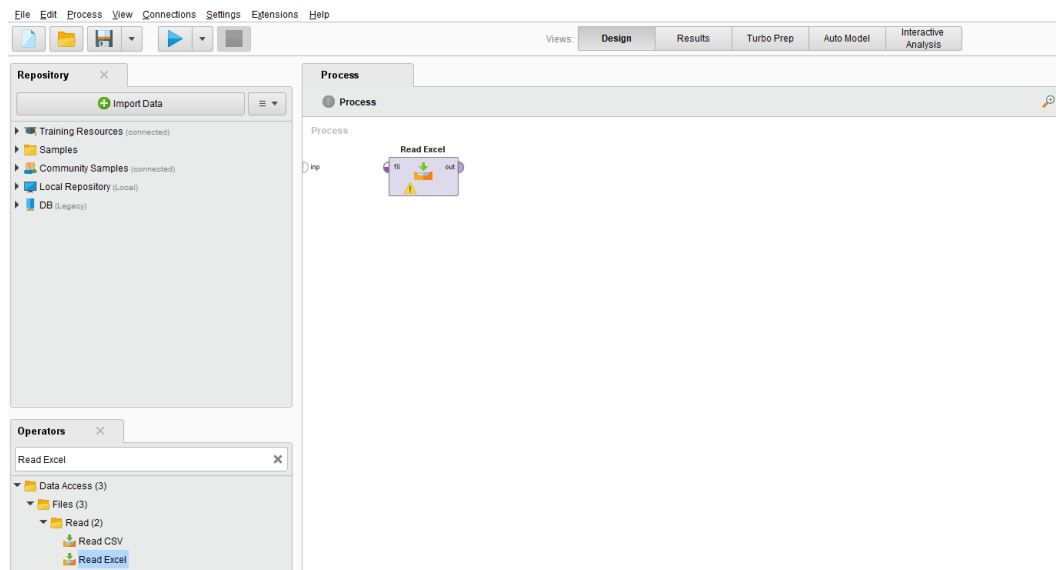 File Edit Process View Connections Settings Extensions Help
Views: Design Results Turbo Prep Auto Model Interactive Analysis
Repository
Import Data
Training Resources (connected)
Samples
Community Samples (connected)
Local Repository (Local)
DB (Legacy)
Operators
Read Excel
Data Access (3)
Files (3)
Read (2)
Read CSV
Read Excel
Process
Process
Process
Read Excel
inp
fil
out